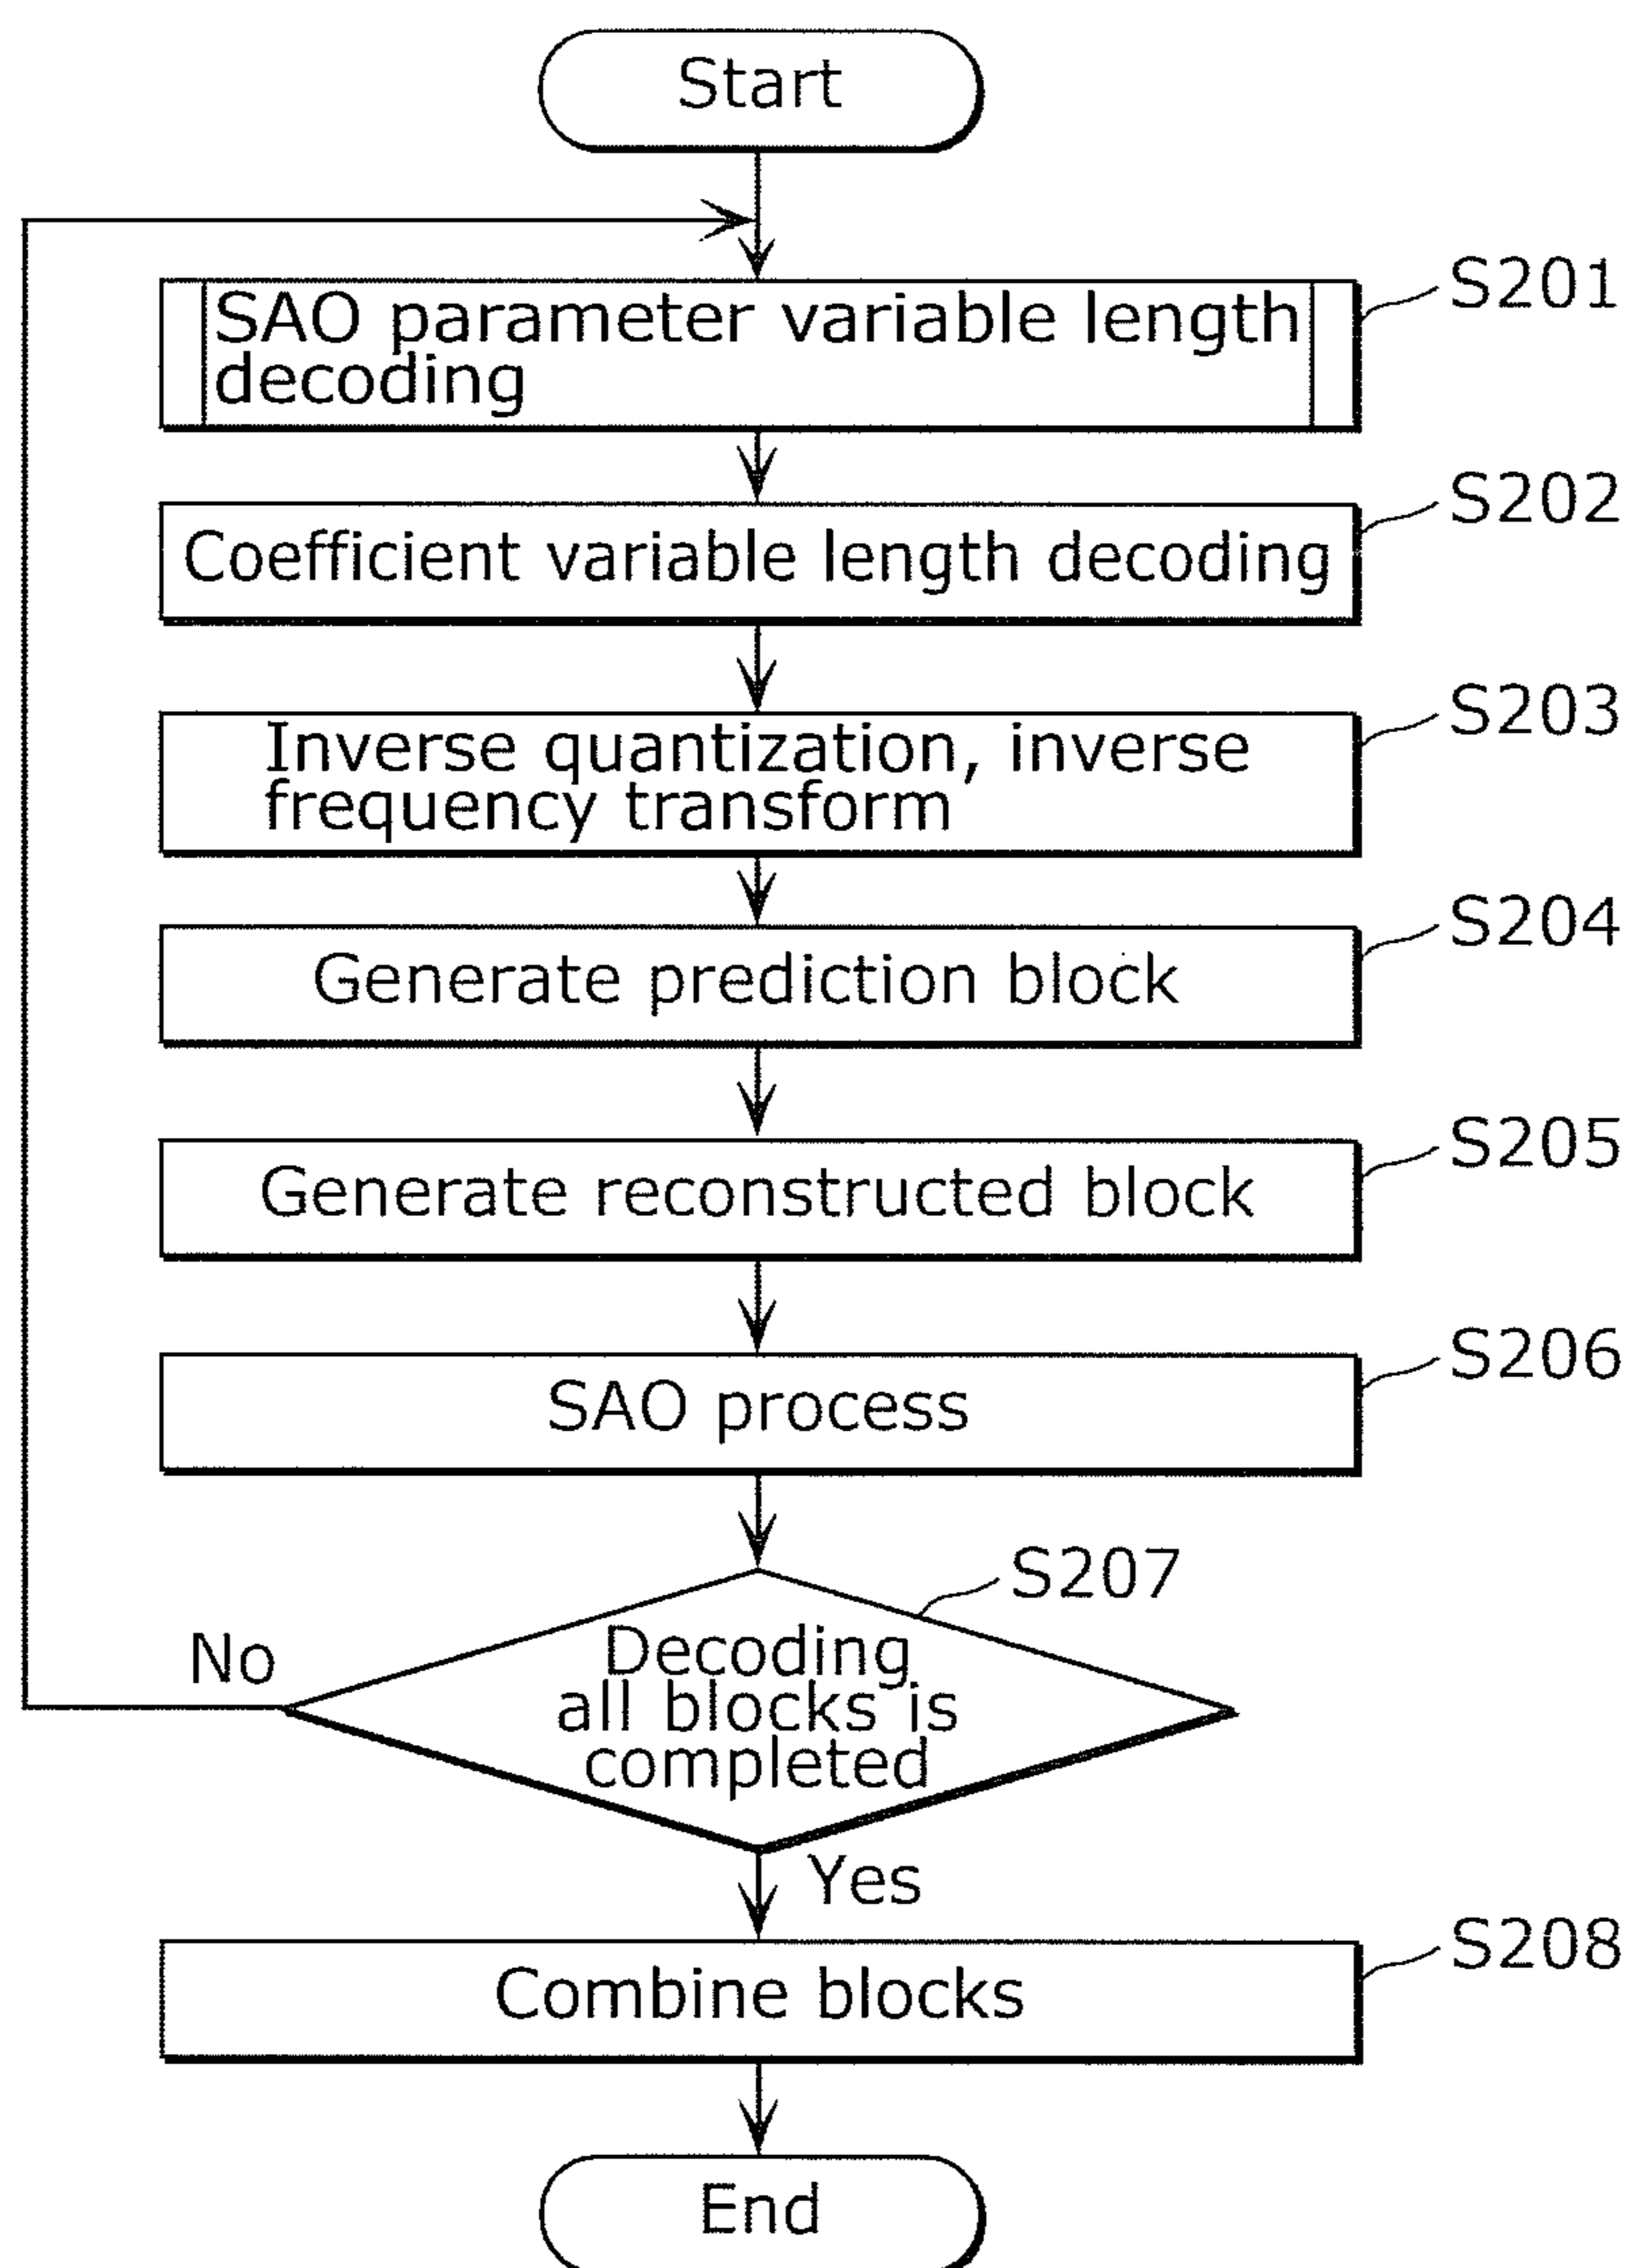 Start
SAO parameter variable length
decoding
S201
Coefficient variable length decoding
S202
Inverse quantization, inverse
frequency transform
S203
Generate prediction block
S204
Generate reconstructed block
S205
SAO process
S206
S207
Decoding
all blocks is
completed
No
Yes
Combine blocks
S208
End